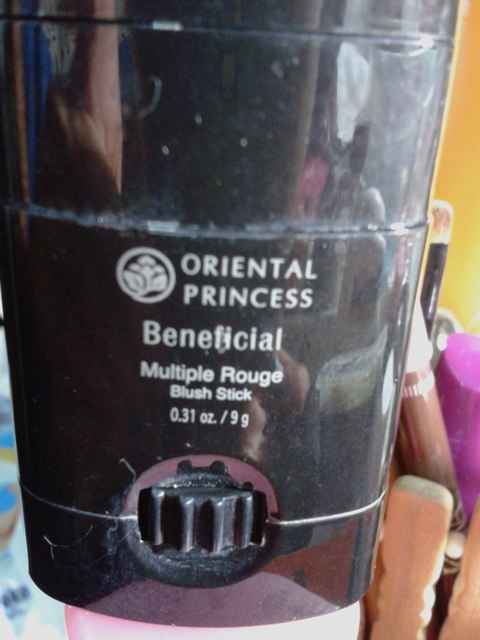 ORIENTAL
PRINCESS
Beneficial
Multiple Rouge
Blush Stick
0.31 oz. / 9 g